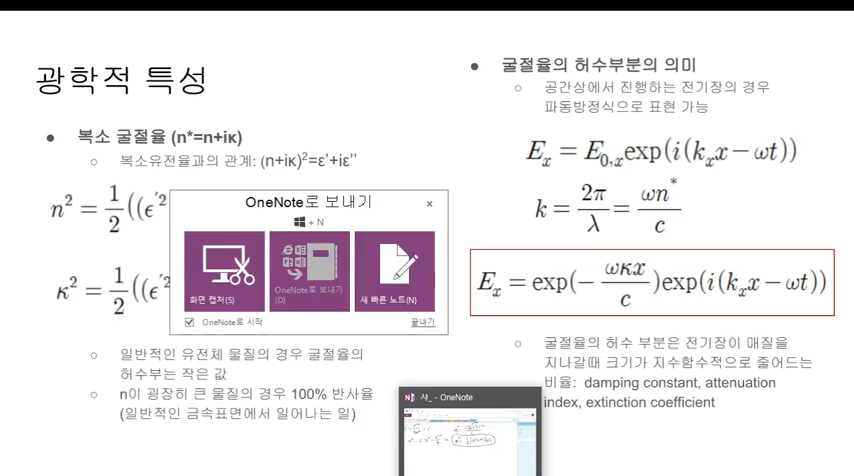 광학적 특성
● 복소 굴절율 (n*=n+iκ)
○ 복소유전율과의 관계: (n+iκ)²=ε'+iε''
n² = 1/2 ((ε'²
κ² = 1/2 ((ε'
○ 일반적인 유전체 물질의 경우 굴절율의
허수부는 작은 값
○ n이 굉장히 큰 물질의 경우 100% 반사율
(일반적인 금속표면에서 일어나는 일)
OneNote로 보내기
×
+ N
화면 캡처(S)
OneNote로 보내기
(D)
새 빠른 노트(N)
OneNote로 시작
끝내기
● 굴절율의 허수부분의 의미
○ 공간상에서 진행하는 전기장의 경우
파동방정식으로 표현 가능
Eₓ = E₀,ₓexp(i(kₓx − ωt))
k = 2π/λ = ωn*/c
Eₓ = exp(− ωκx/c)exp(i(kₓx − ωt))
○ 굴절율의 허수 부분은 전기장이 매질을
지나갈때 크기가 지수함수적으로 줄어드는
비율: damping constant, attenuation
index, extinction coefficient
샤_ - OneNote